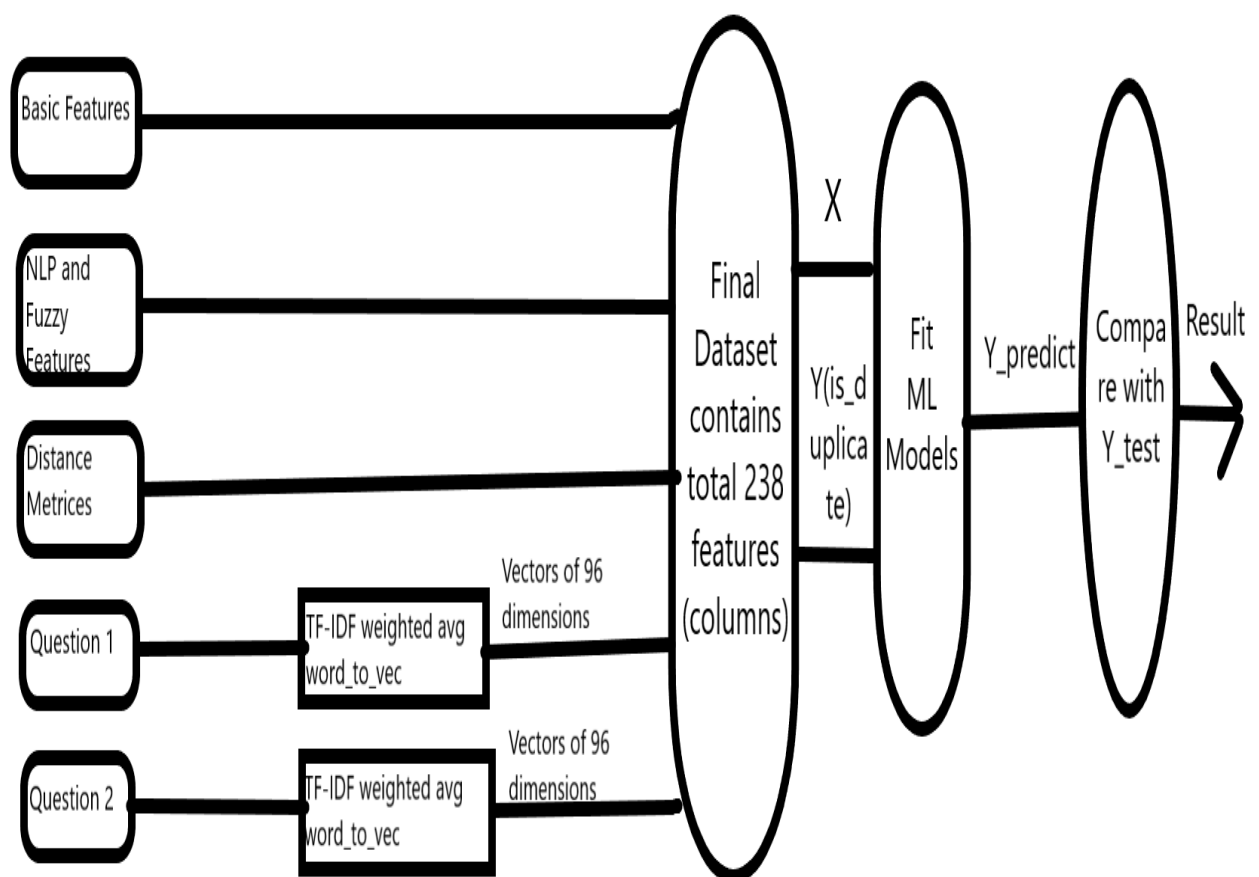 Basic Features
NLP and
Fuzzy
Features
Distance
Metrices
Question 1
TF-IDF weighted avg
word_to_vec
Vectors of 96
dimensions
Question 2
TF-IDF weighted avg
word_to_vec
Vectors of 96
dimensions
Final
Dataset
contains
total 238
features
(columns)
X
Y(is_d
uplica
te)
Fit
ML
Models
Y_predict
Compa
re with
Y_test
Result